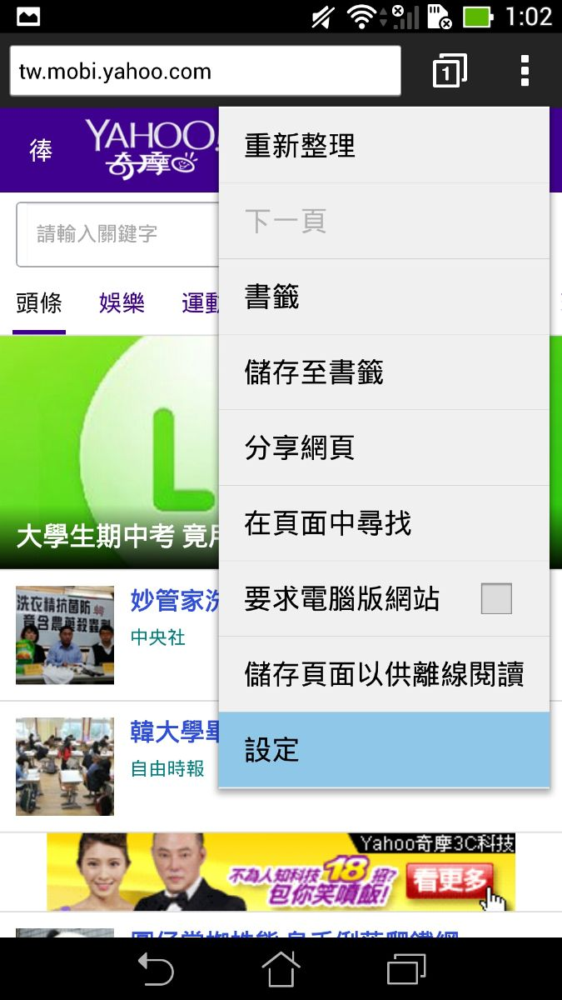 1:02
tw.mobi.yahoo.com
1
YAHOO!
奇摩
請輸入關鍵字
頭條
娛樂
運動
重新整理
下一頁
書籤
儲存至書籤
分享網頁
在頁面中尋找
要求電腦版網站
儲存頁面以供離線閱讀
設定
L
大學生期中考 竟用
洗衣精抗菌防
竟含農藥殺蟲劑
妙管家洗
中央社
韓大學畢
自由時報
Yahoo奇摩3C科技
不為人知科技18招?
包你笑噴飯!
看更多